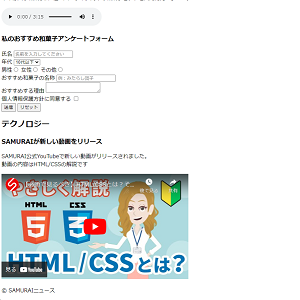 0:00 / 3:15
私のおすすめ和菓子アンケートフォーム
氏名 名前を入力してください
年代 10代以下
男性 女性 その他
おすすめ和菓子の名称 例：みたらし団子
おすすめする理由
個人情報保護方針に同意する
送信 リセット
テクノロジー
SAMURAIが新しい動画をリリース
SAMURAI公式YouTubeで新しい動画がリリースされました。
動画の内容はHTML/CSSの解説です
やさしく解説
HTML CSS
5 3
見る YouTube
HTML/CSSとは？
© SAMURAIニュース